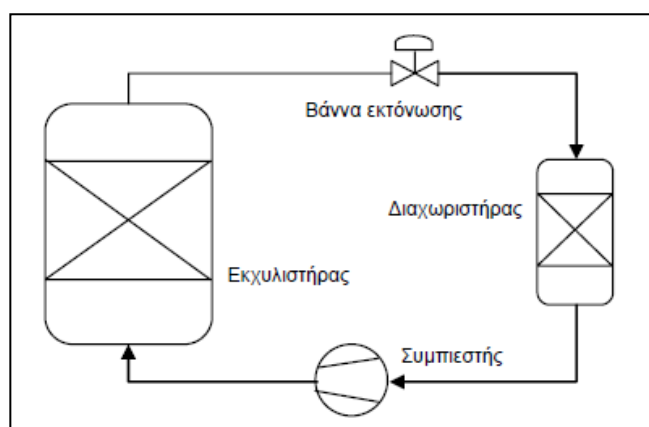 Βάννα εκτόνωσης
Διαχωριστήρας
Εκχυλιστήρας
Συμπιεστής